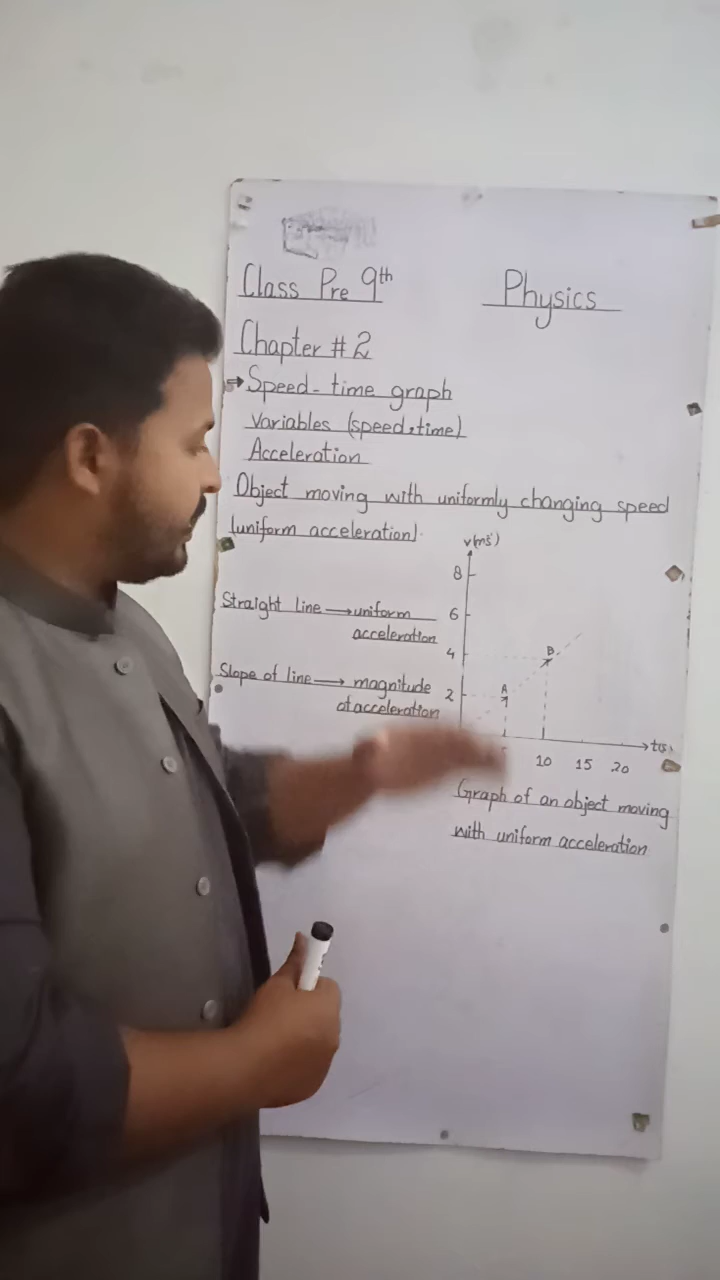 Class Pre 9th
Physics
Chapter # 2
⇒ Speed-time graph
Variables (speed, time)
Acceleration
Object moving with uniformly changing speed
(uniform acceleration).
v(ms⁻¹)
8
6
4
2
B
A
t(s)
10 15 20
Straight line → uniform
acceleration
Slope of line → magnitude
of acceleration
Graph of an object moving
with uniform acceleration